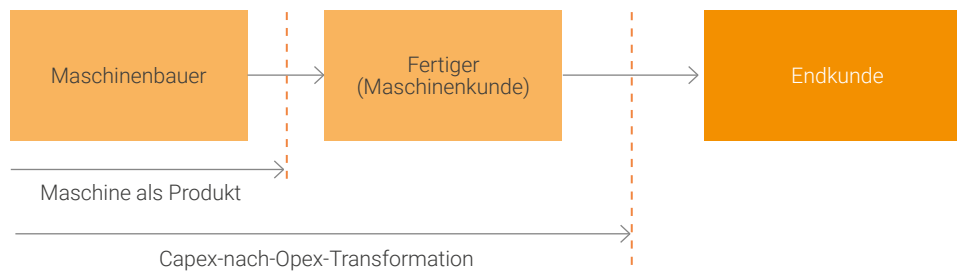 Maschinenbauer
Fertiger
(Maschinenkunde)
Endkunde
Maschine als Produkt
Capex-nach-Opex-Transformation